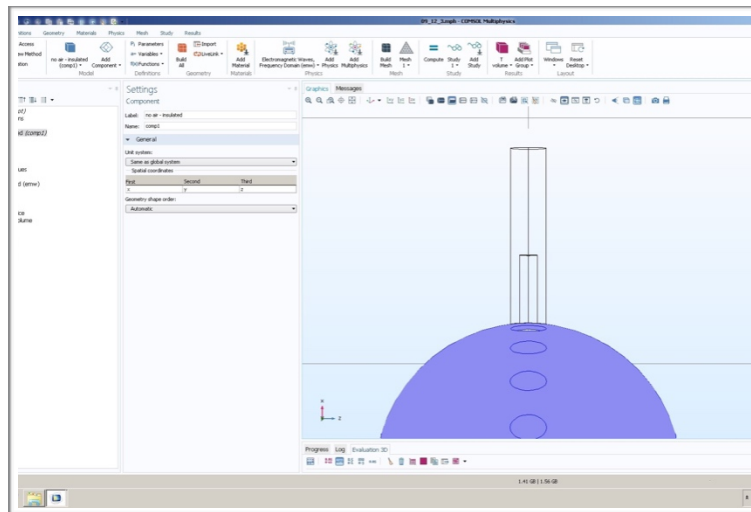 COMSOL Multiphysics
Geometry Materials Physics Mesh Study Results
Access
no air - insulated (comp1)
Add Component
Model
Pi Parameters
a= Variables
f(x) Functions
Definitions
Build All
Import
LiveLink
Geometry
Add Material
Materials
Electromagnetic Waves, Frequency Domain (emw)
Add Physics
Add Multiphysics
Physics
Build Mesh
Mesh 1
Mesh
Compute
Study 1
Add Study
Study
T volume
Add Plot Group
Results
Windows
Reset Desktop
Layout
Settings
Component
Label: no air - insulated
Name: comp1
General
Unit system:
Same as global system
Spatial coordinates
First Second Third
x y z
Geometry shape order:
Automatic
Graphics Messages
x
z
Progress Log Evaluation 3D
1.41 GB | 1.56 GB